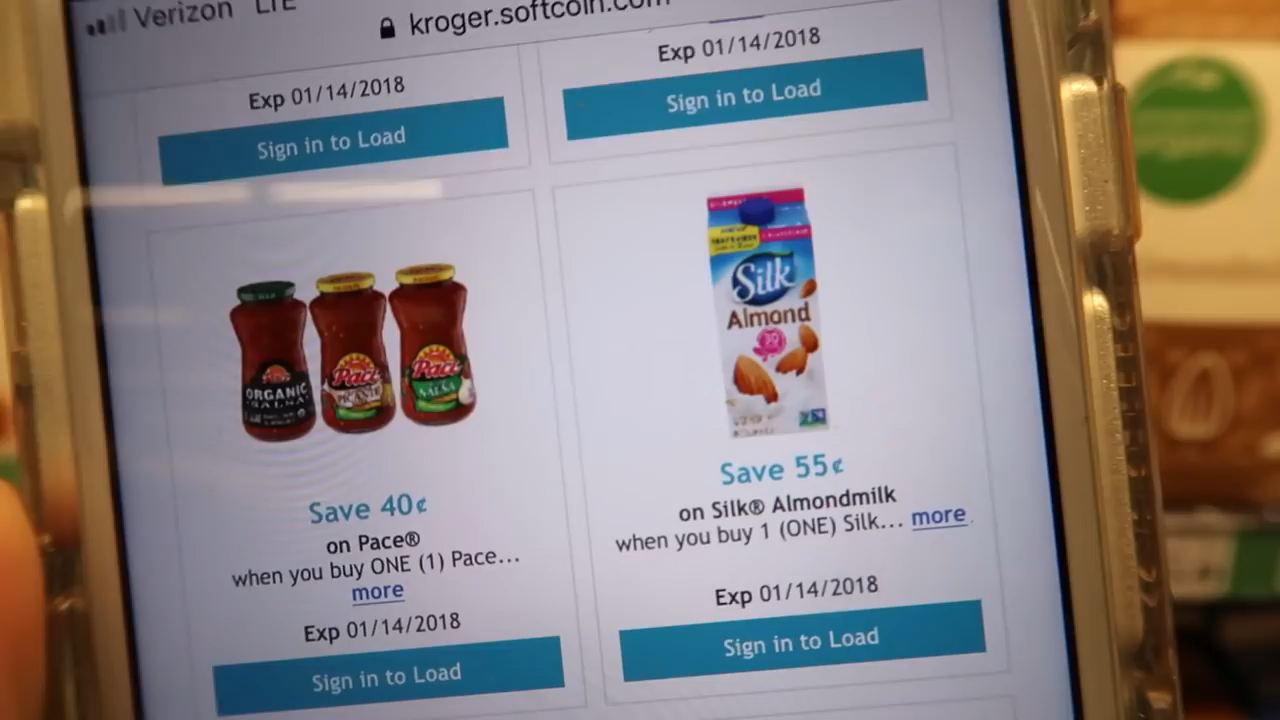 Verizon LTE
kroger.softcoin.com
Exp 01/14/2018
Sign in to Load
Exp 01/14/2018
Sign in to Load
ORGANIC
SALSA
Pace
PICANTE
Pace
SALSA
Save 40¢
on Pace®
when you buy ONE (1) Pace...
more
Exp 01/14/2018
Sign in to Load
Silk
Almond
30
Save 55¢
on Silk® Almondmilk
when you buy 1 (ONE) Silk... more
Exp 01/14/2018
Sign in to Load